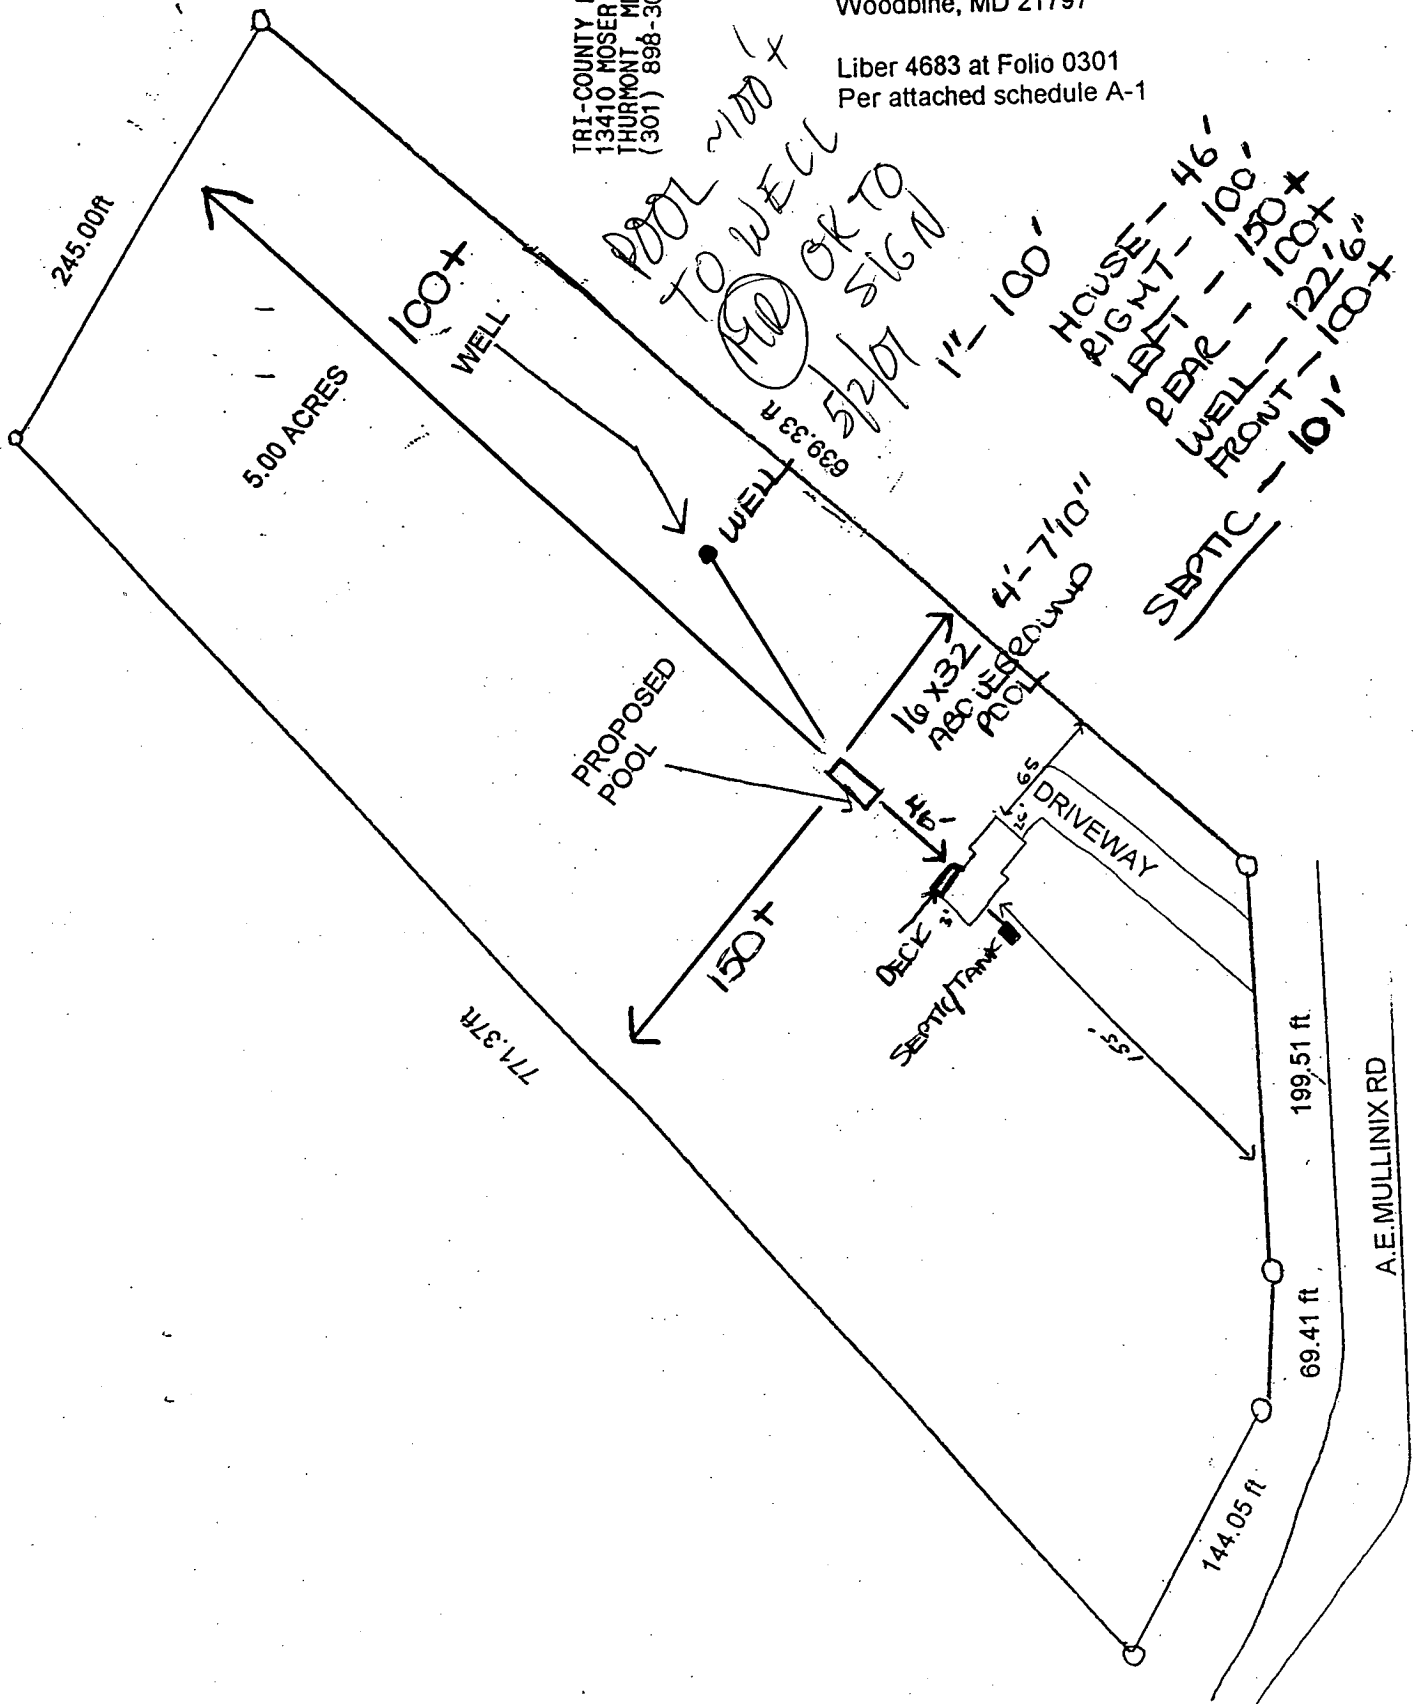 Woodbine, MD 21797
Liber 4683 at Folio 0301
Per attached schedule A-1
TRI-COUNTY
13410 MOSER
THURMONT, MD
(301) 898-30
POOL ~100'±
TO WELL
OK TO
SIGN
5/2/07
1"- 100'
HOUSE - 46'
RIGHT - 100'
LEFT - 150+
REAR - 100+
WELL - 122'6"
FRONT - 100+
SEPTIC - 101'
245.00ft
5.00 ACRES
100+
WELL
639.33 ft
WELL
PROPOSED
POOL
16 x32
ABOVEGROUND
POOL
4'- 7'10"
46'
65
DRIVEWAY
150+
DECK
SEPTIC/TANK
155'
771.37ft
199.51 ft
69.41 ft
144.05 ft
A.E.MULLINIX RD